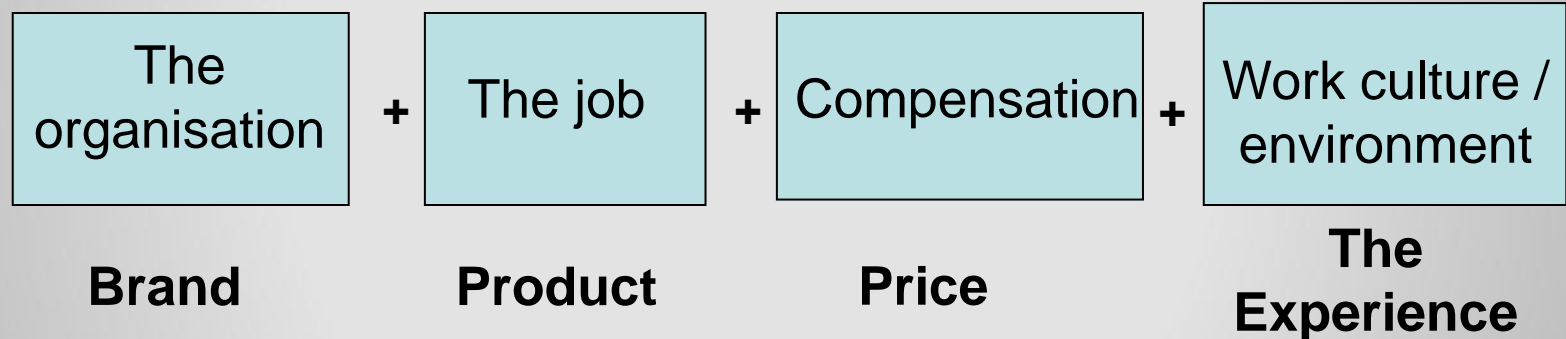 The
organisation
+
The job
+
Compensation
+
Work culture /
environment
Brand
Product
Price
The
Experience